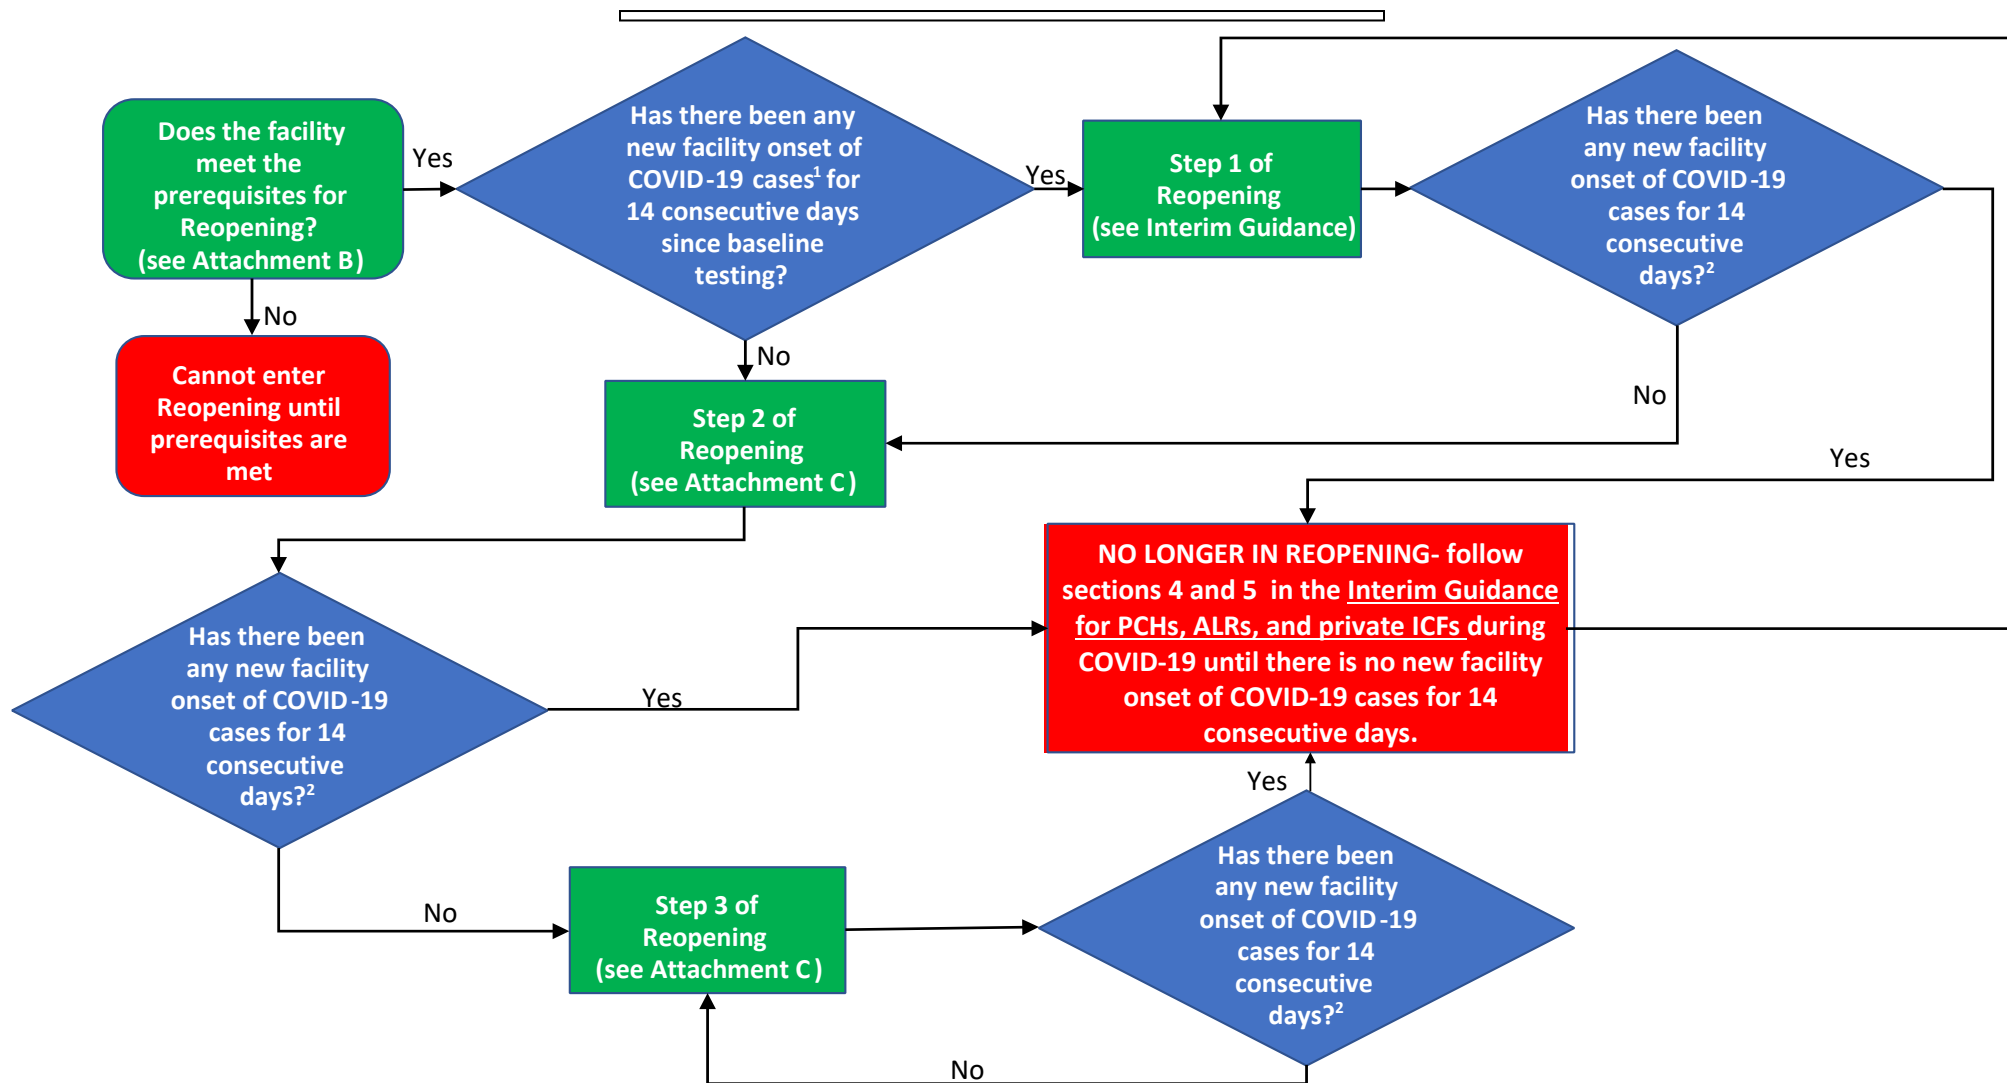 Does the facility
meet the
prerequisites for
Reopening?
(see Attachment B)
Yes
Has there been any
new facility onset of
COVID-19 cases¹ for
14 consecutive days
since baseline
testing?
Yes
Step 1 of
Reopening
(see Interim Guidance)
Has there been
any new facility
onset of COVID-19
cases for 14
consecutive
days?²
No
Cannot enter
Reopening until
prerequisites are
met
No
Step 2 of
Reopening
(see Attachment C)
No
Yes
NO LONGER IN REOPENING- follow
sections 4 and 5 in the Interim Guidance
for PCHs, ALRs, and private ICFs during
COVID-19 until there is no new facility
onset of COVID-19 cases for 14
consecutive days.
Has there been
any new facility
onset of COVID-19
cases for 14
consecutive
days?²
Yes
No
Step 3 of
Reopening
(see Attachment C)
Yes
Has there been
any new facility
onset of COVID-19
cases for 14
consecutive
days?²
No